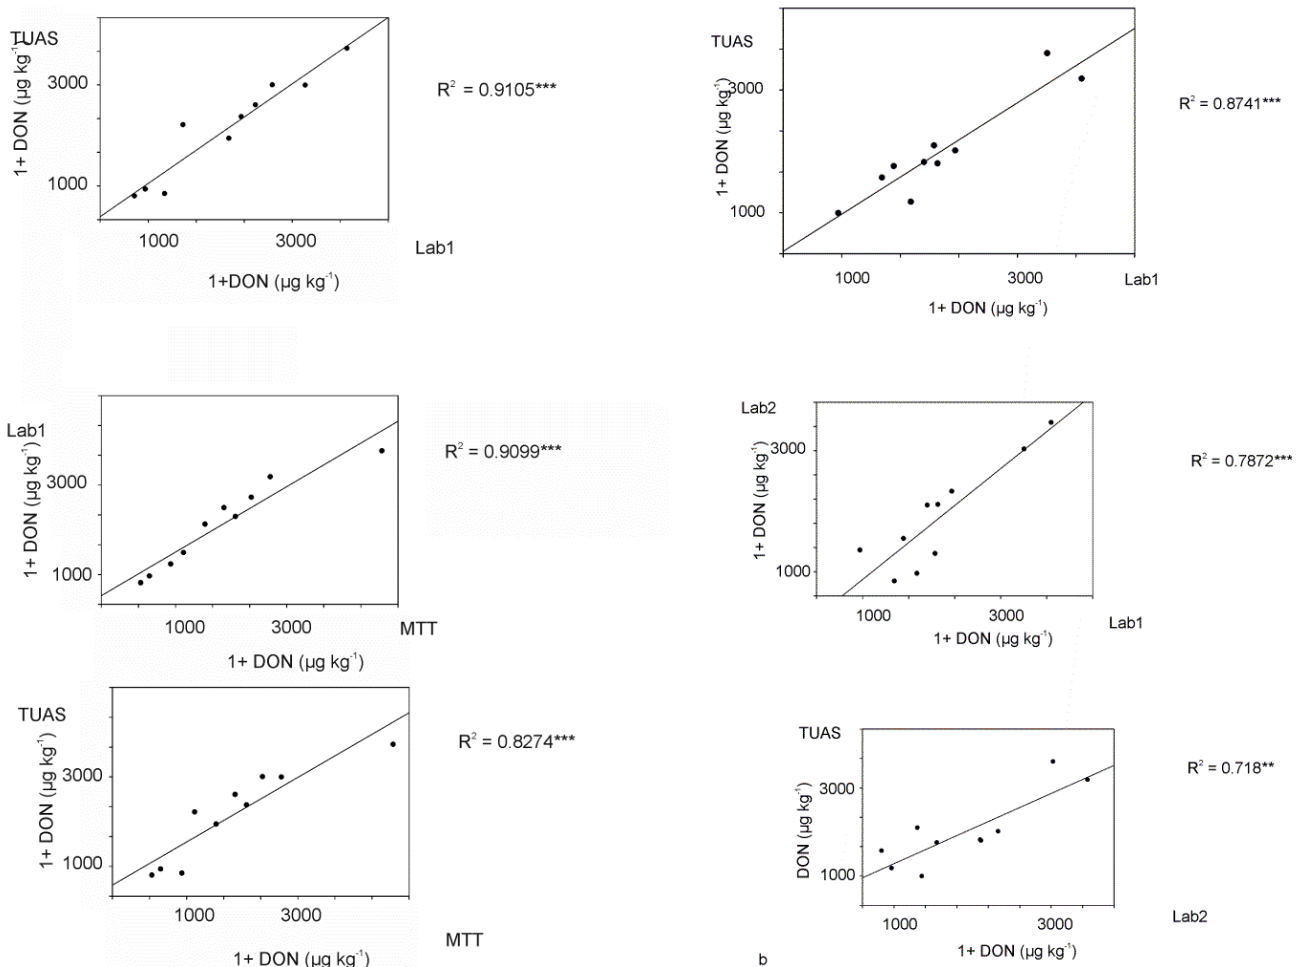 TUAS
1+ DON (µg kg⁻¹)
3000
1000
1000 3000
Lab1
1+DON (µg kg⁻¹)
R² = 0.9105***
TUAS
1+ DON (µg kg⁻¹)
3000
1000
1000 3000
Lab1
1+ DON (µg kg⁻¹)
R² = 0.8741***
Lab1
1+ DON (µg kg⁻¹)
3000
1000
1000 3000
MTT
1+ DON (µg kg⁻¹)
R² = 0.9099***
Lab2
1+ DON (µg kg⁻¹)
3000
1000
1000 3000
Lab1
1+ DON (µg kg⁻¹)
R² = 0.7872***
TUAS
1+ DON (µg kg⁻¹)
3000
1000
1000 3000
MTT
1+ DON (µg kg⁻¹)
R² = 0.8274***
TUAS
DON (µg kg⁻¹)
3000
1000
1000 3000
Lab2
1+ DON (µg kg⁻¹)
R² = 0.718**
b